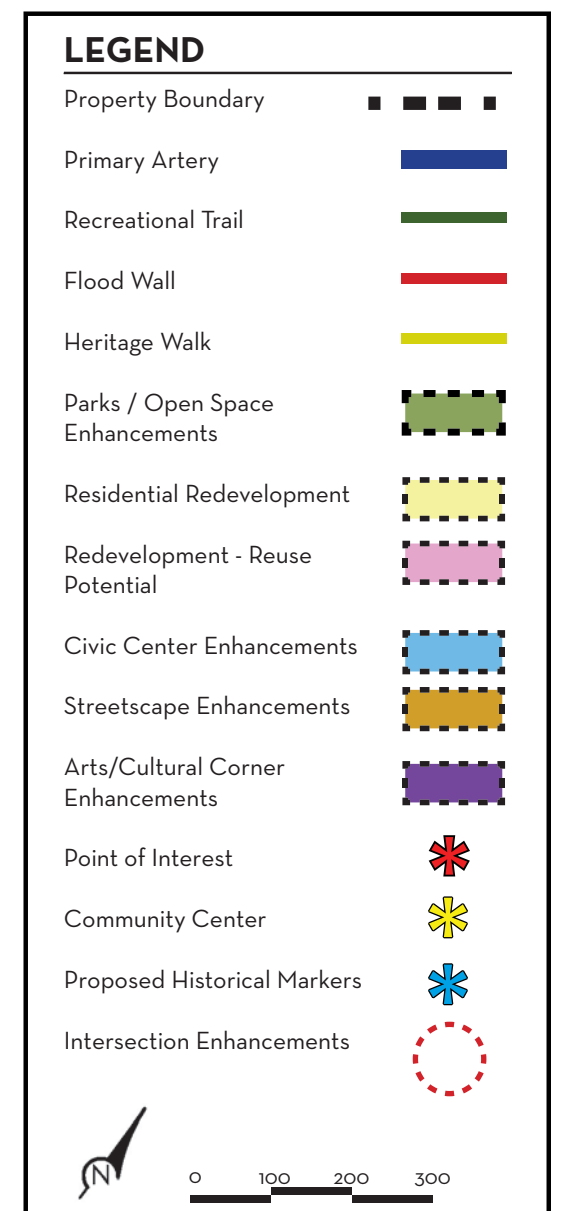 LEGEND
Property Boundary
Primary Artery
Recreational Trail
Flood Wall
Heritage Walk
Parks / Open Space
Enhancements
Residential Redevelopment
Redevelopment - Reuse
Potential
Civic Center Enhancements
Streetscape Enhancements
Arts/Cultural Corner
Enhancements
Point of Interest
Community Center
Proposed Historical Markers
Intersection Enhancements
N
0 100 200 300